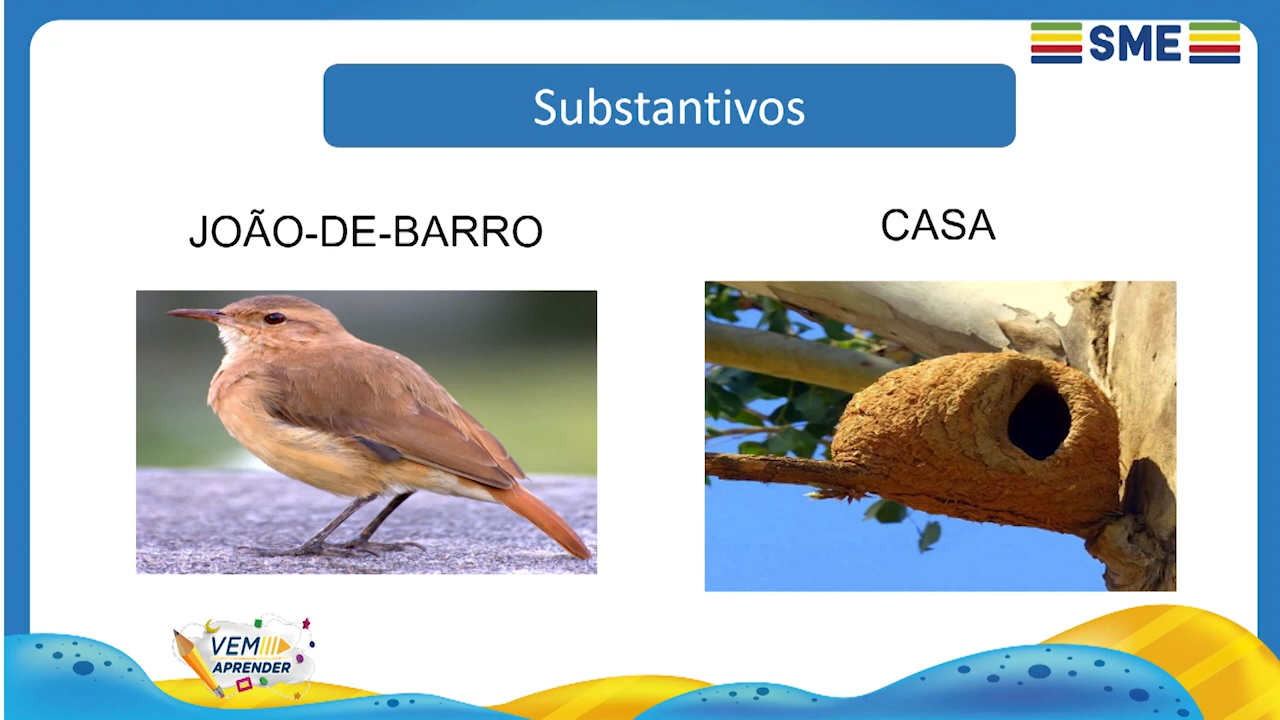 SME
Substantivos
JOÃO-DE-BARRO
CASA
VEM
APRENDER